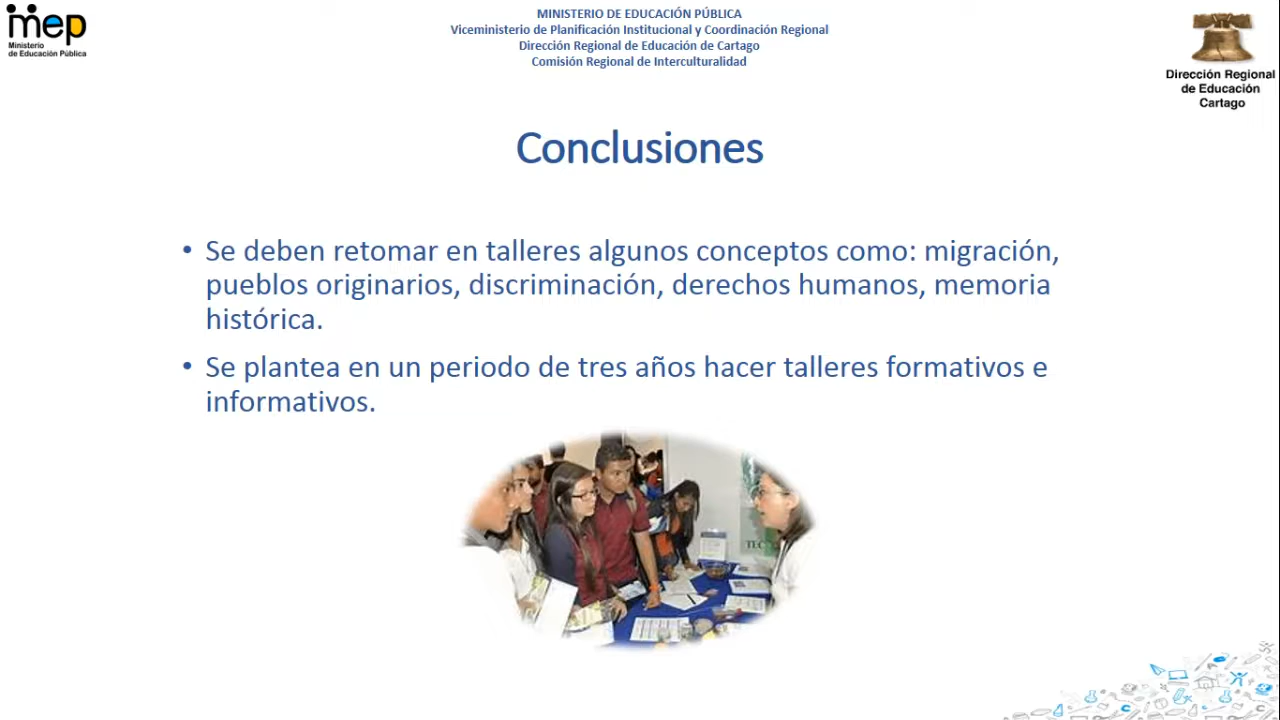 mep
Ministerio
de Educación Pública
MINISTERIO DE EDUCACIÓN PÚBLICA
Viceministerio de Planificación Institucional y Coordinación Regional
Dirección Regional de Educación de Cartago
Comisión Regional de Interculturalidad
Dirección Regional
de Educación
Cartago
Conclusiones
• Se deben retomar en talleres algunos conceptos como: migración,
pueblos originarios, discriminación, derechos humanos, memoria
histórica.
• Se plantea en un periodo de tres años hacer talleres formativos e
informativos.